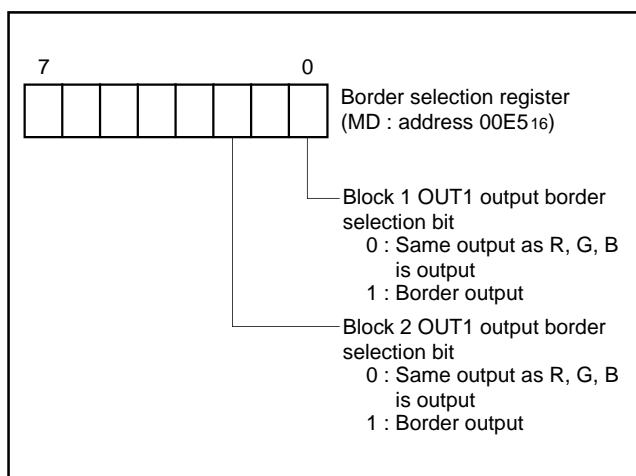 7 0
Border selection register
(MD : address 00E516)
Block 1 OUT1 output border
selection bit
0 : Same output as R, G, B
is output
1 : Border output
Block 2 OUT1 output border
selection bit
0 : Same output as R, G, B
is output
1 : Border output